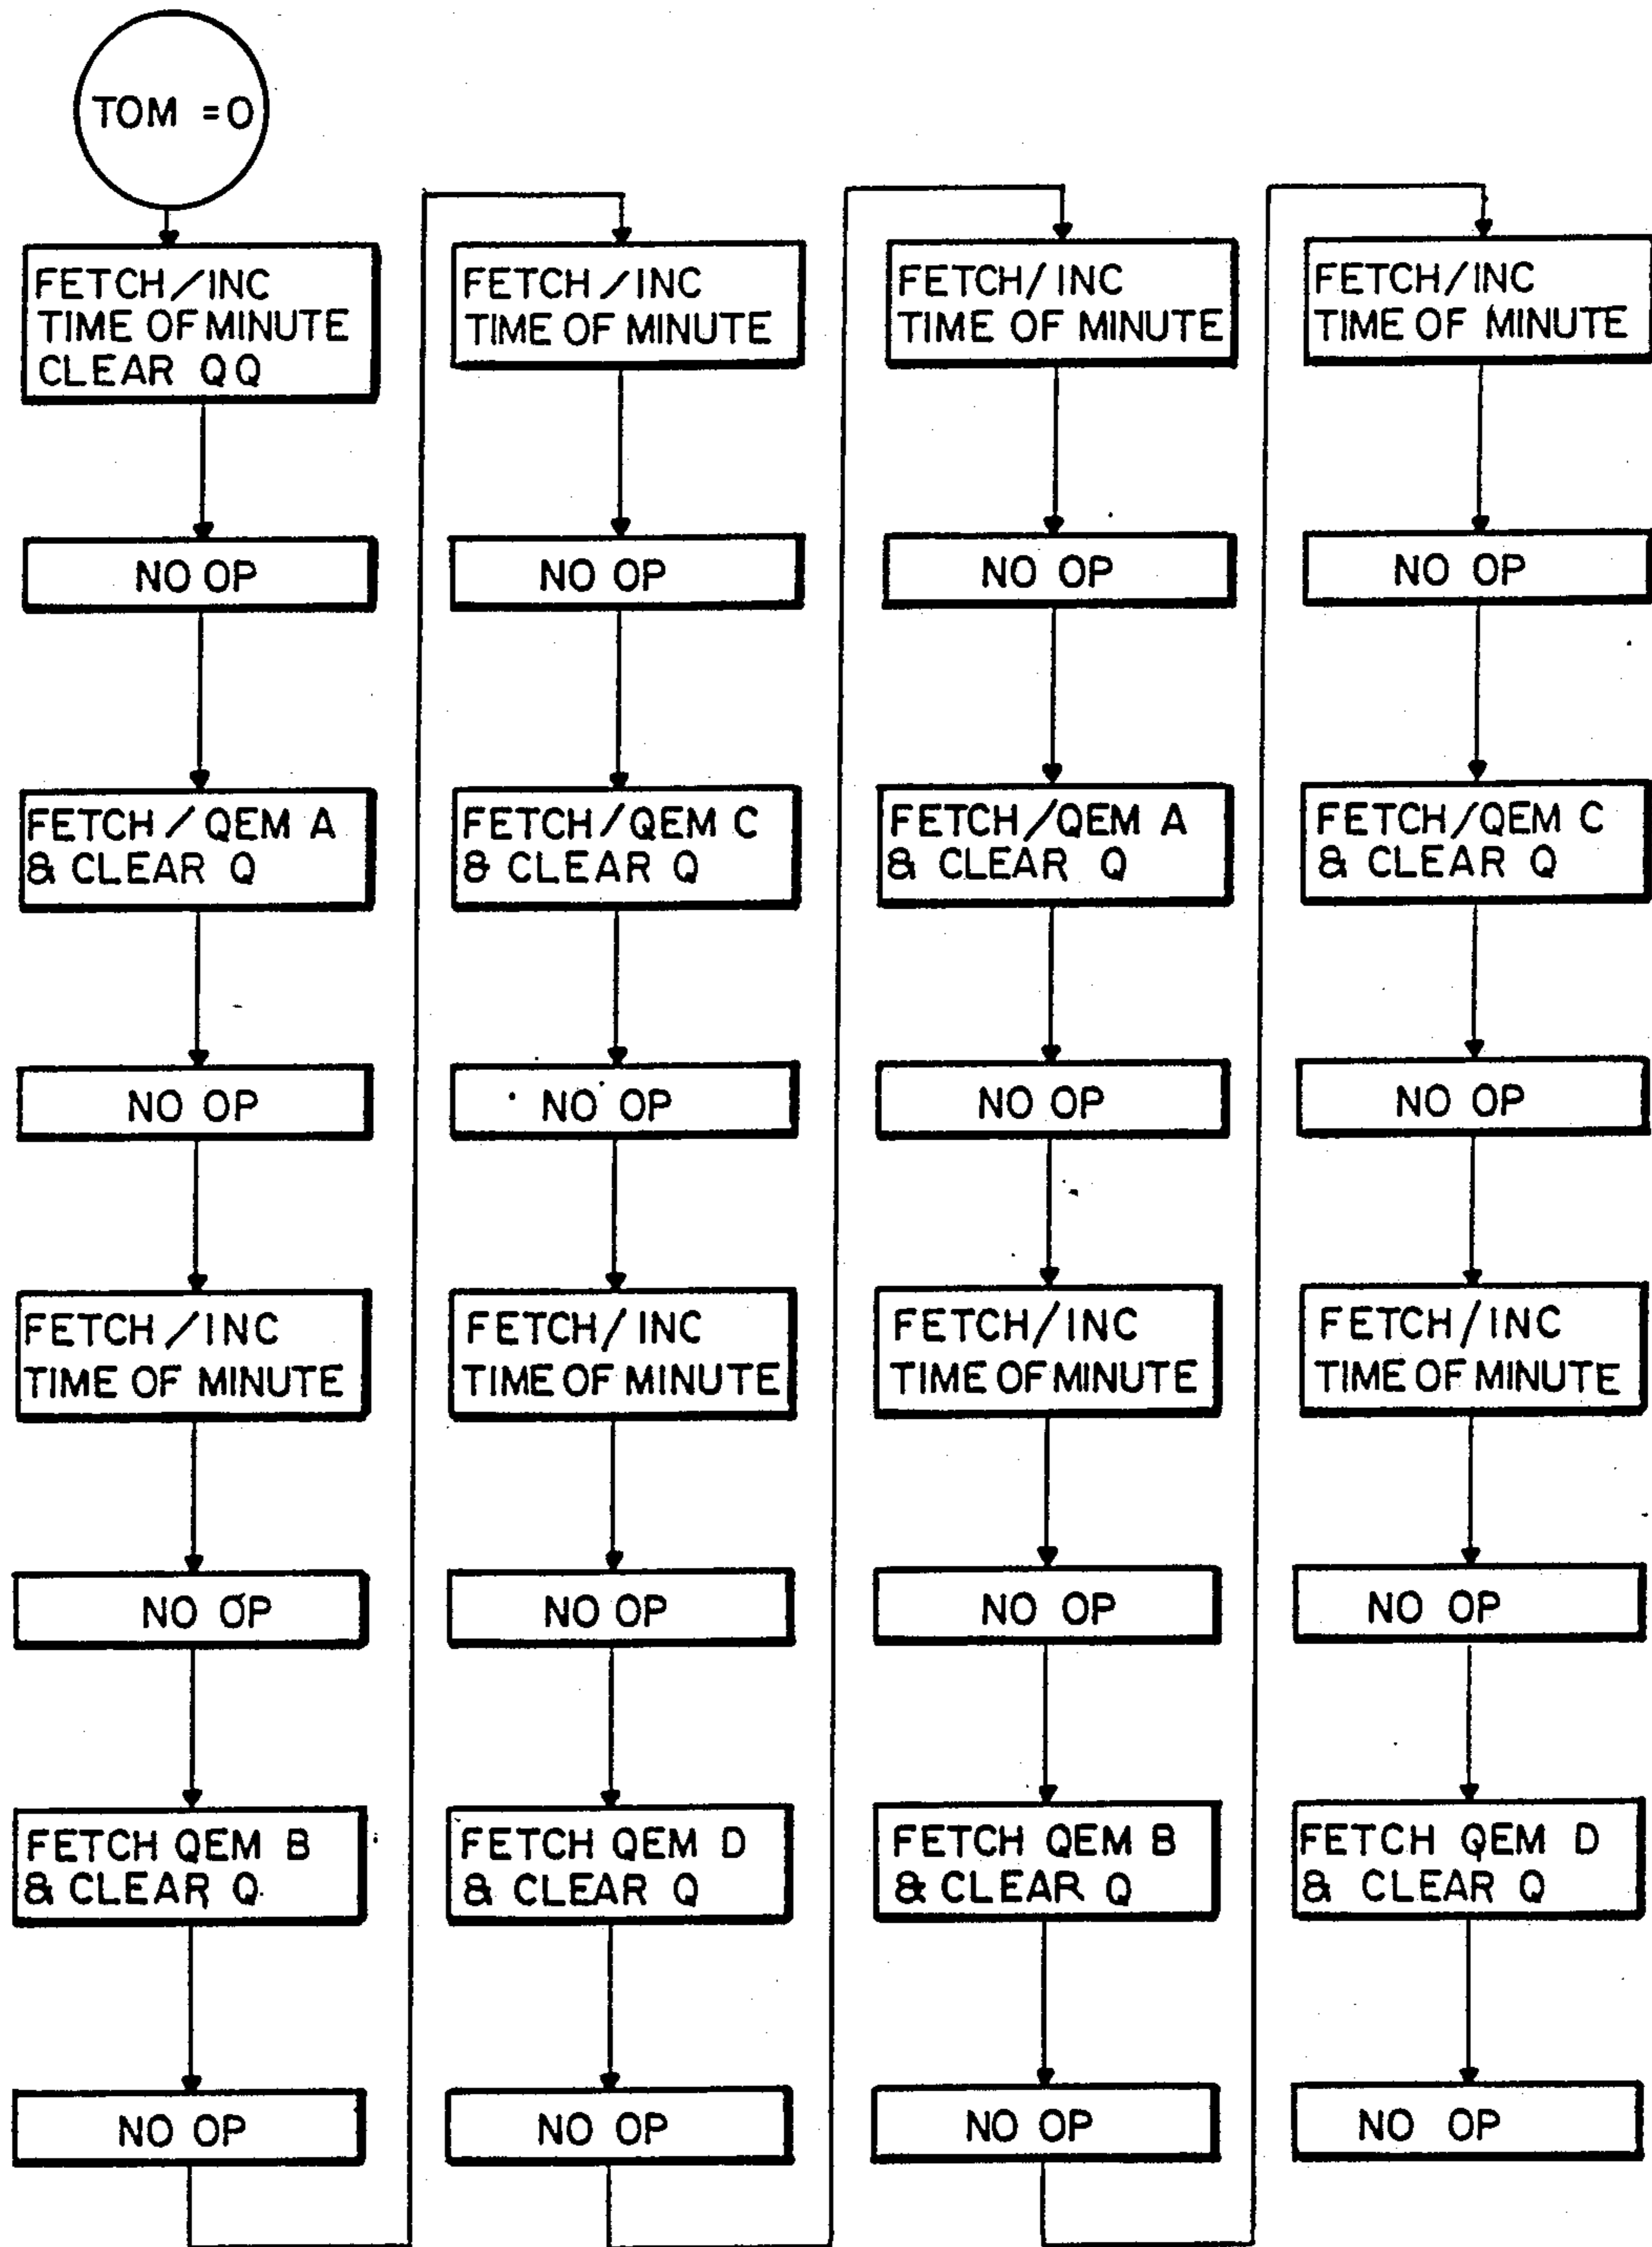 TOM = 0
FETCH/INC
TIME OF MINUTE
CLEAR QQ
NO OP
FETCH/QEM A
& CLEAR Q
NO OP
FETCH/INC
TIME OF MINUTE
NO OP
FETCH QEM B
& CLEAR Q
NO OP
FETCH/INC
TIME OF MINUTE
NO OP
FETCH/QEM C
& CLEAR Q
NO OP
FETCH/INC
TIME OF MINUTE
NO OP
FETCH QEM D
& CLEAR Q
NO OP
FETCH/INC
TIME OF MINUTE
NO OP
FETCH/QEM A
& CLEAR Q
NO OP
FETCH/INC
TIME OF MINUTE
NO OP
FETCH QEM B
& CLEAR Q
NO OP
FETCH/INC
TIME OF MINUTE
NO OP
FETCH/QEM C
& CLEAR Q
NO OP
FETCH/INC
TIME OF MINUTE
NO OP
FETCH QEM D
& CLEAR Q
NO OP